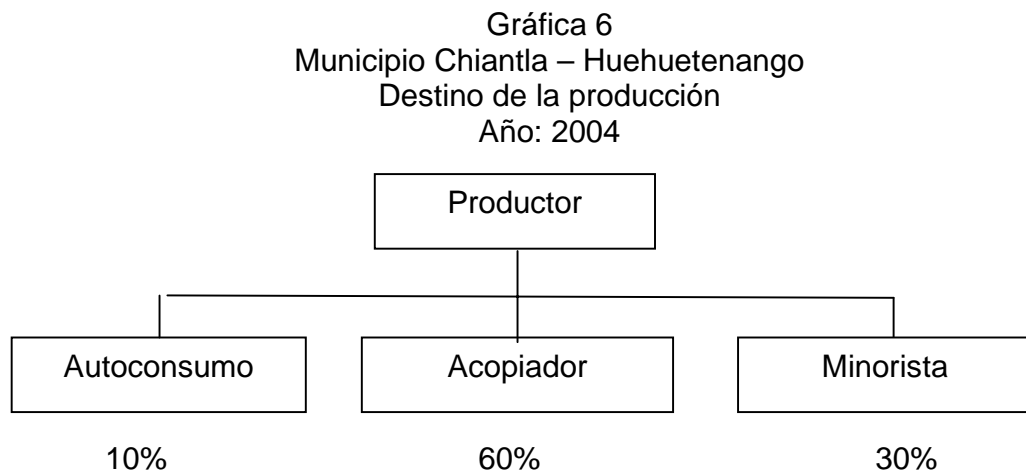 Gráfica 6
Municipio Chiantla – Huehuetenango
Destino de la producción
Año: 2004
Productor
Autoconsumo Acopiador Minorista
10% 60% 30%